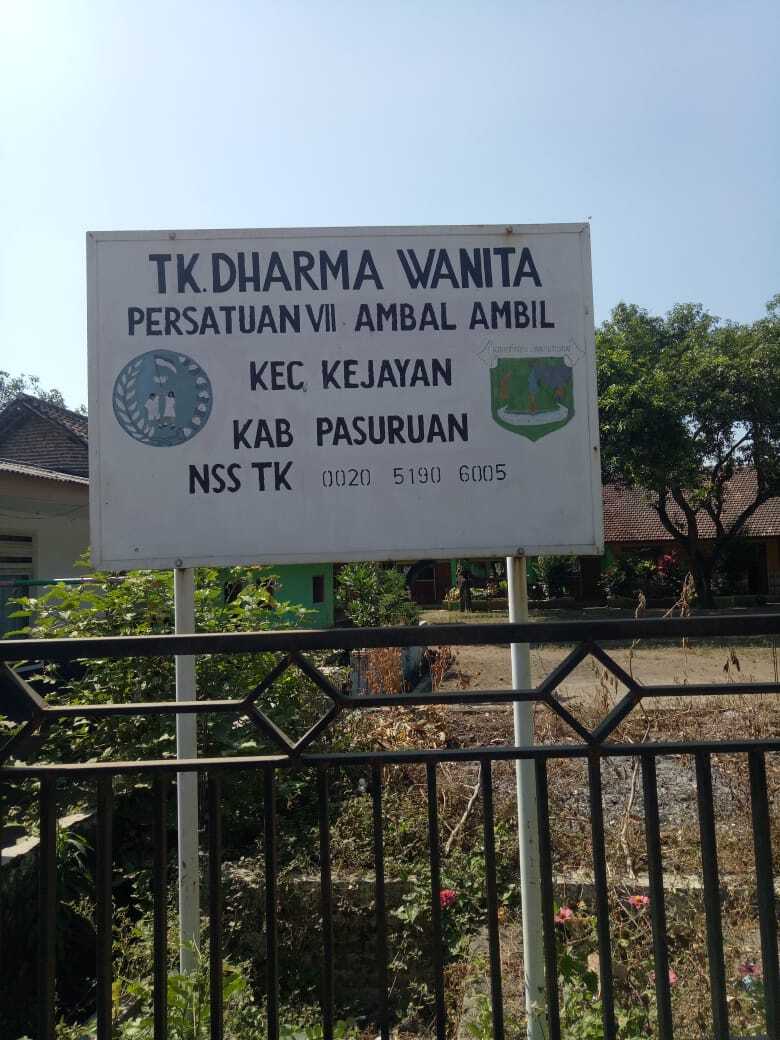 TK.DHARMA WANITA
PERSATUAN VII AMBAL AMBIL
KEC, KEJAYAN
KAB PASURUAN
NSS TK 0020 5190 6005